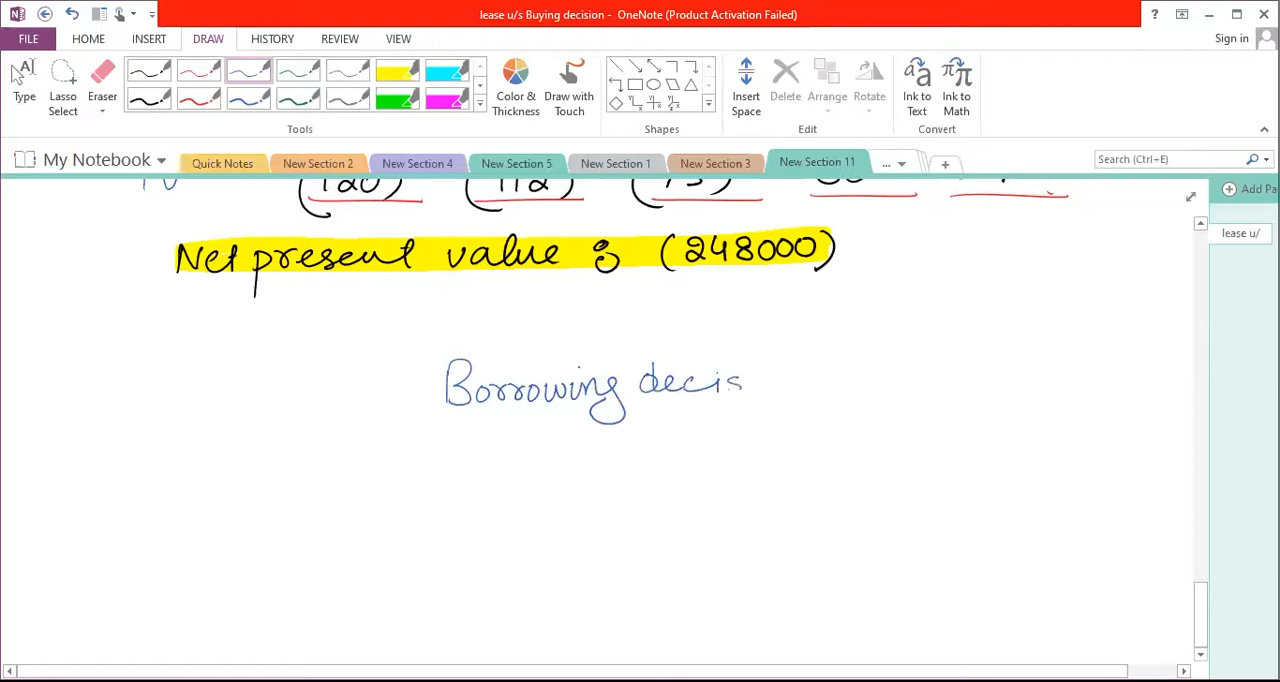 lease u/s Buying decision - OneNote (Product Activation Failed)
?
FILE HOME INSERT DRAW HISTORY REVIEW VIEW
Sign in
Type
Lasso Select
Eraser
Color & Thickness
Draw with Touch
Insert Space
Delete
Arrange
Rotate
Ink to Text
Ink to Math
Tools
Shapes
Edit
Convert
My Notebook
Quick Notes
New Section 2
New Section 4
New Section 5
New Section 1
New Section 3
New Section 11
...
Search (Ctrl+E)
Add Pa
lease u/
(120) (112)
Net present value : (248000)
Borrowing decis